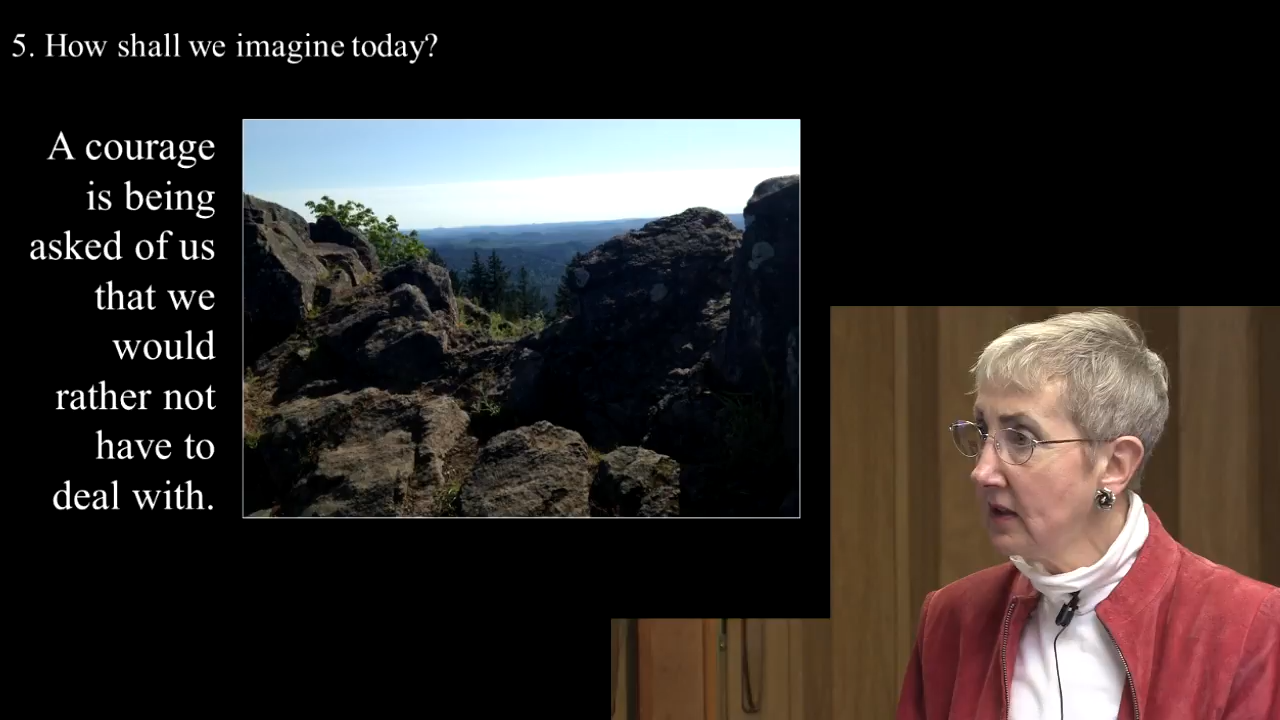 5. How shall we imagine today?
A courage
is being
asked of us
that we
would
rather not
have to
deal with.